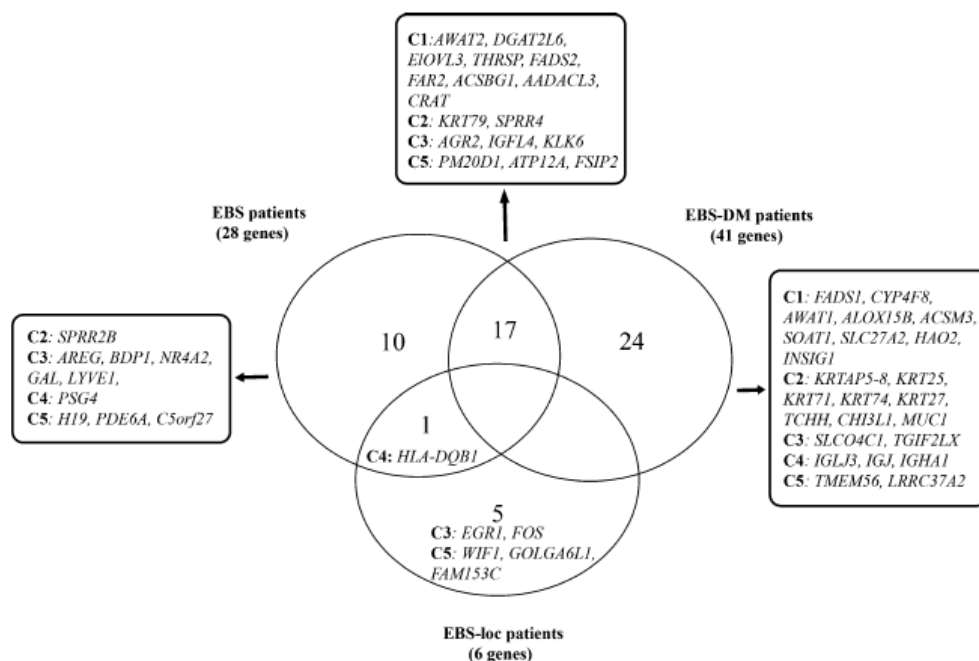 C1:AWAT2, DGAT2L6,
ElOVL3, THRSP, FADS2,
FAR2, ACSBG1, AADACL3,
CRAT
C2: KRT79, SPRR4
C3: AGR2, IGFL4, KLK6
C5: PM20D1, ATP12A, FSIP2
EBS patients
(28 genes)
EBS-DM patients
(41 genes)
C2: SPRR2B
C3: AREG, BDP1, NR4A2,
GAL, LYVE1,
C4: PSG4
C5: H19, PDE6A, C5orf27
10
17
24
1
C4: HLA-DQB1
5
C3: EGR1, FOS
C5: WIF1, GOLGA6L1,
FAM153C
C1: FADS1, CYP4F8,
AWAT1, ALOX15B, ACSM3,
SOAT1, SLC27A2, HAO2,
INSIG1
C2: KRTAP5-8, KRT25,
KRT71, KRT74, KRT27,
TCHH, CHI3L1, MUC1
C3: SLCO4C1, TGIF2LX
C4: IGLJ3, IGJ, IGHA1
C5: TMEM56, LRRC37A2
EBS-loc patients
(6 genes)